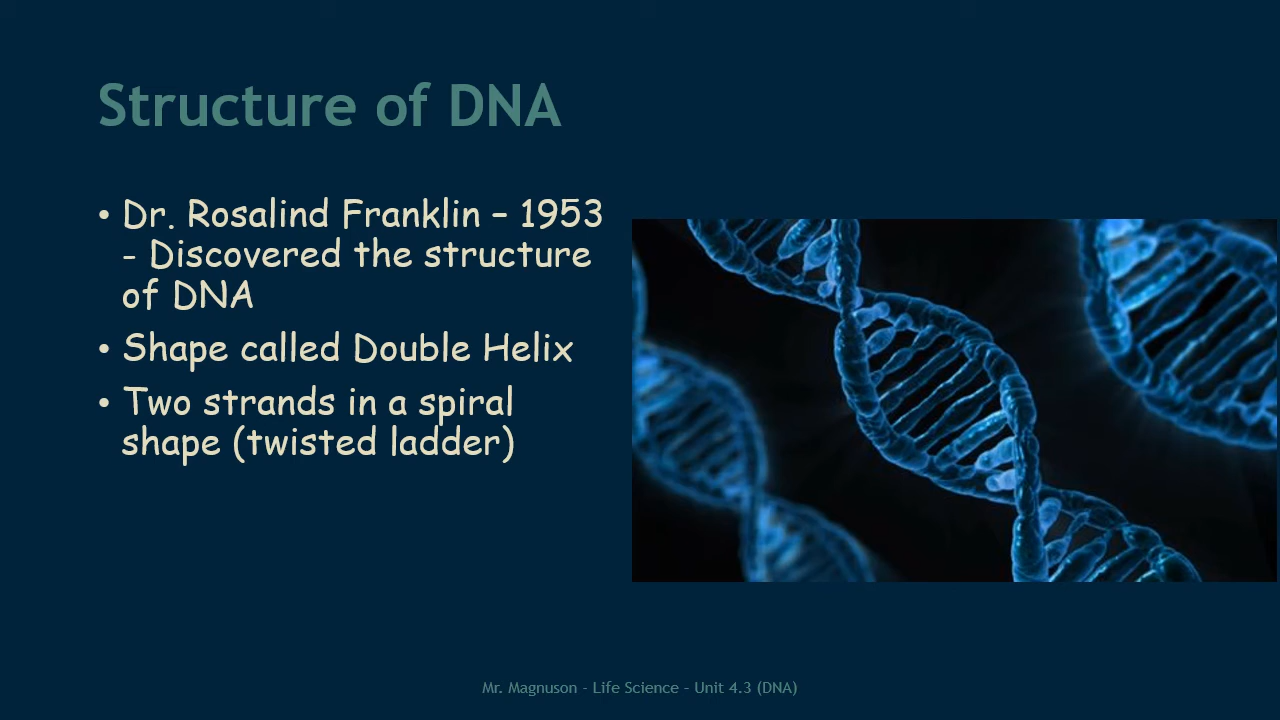 Structure of DNA
• Dr. Rosalind Franklin – 1953
- Discovered the structure
of DNA
• Shape called Double Helix
• Two strands in a spiral
shape (twisted ladder)
Mr. Magnuson - Life Science - Unit 4.3 (DNA)